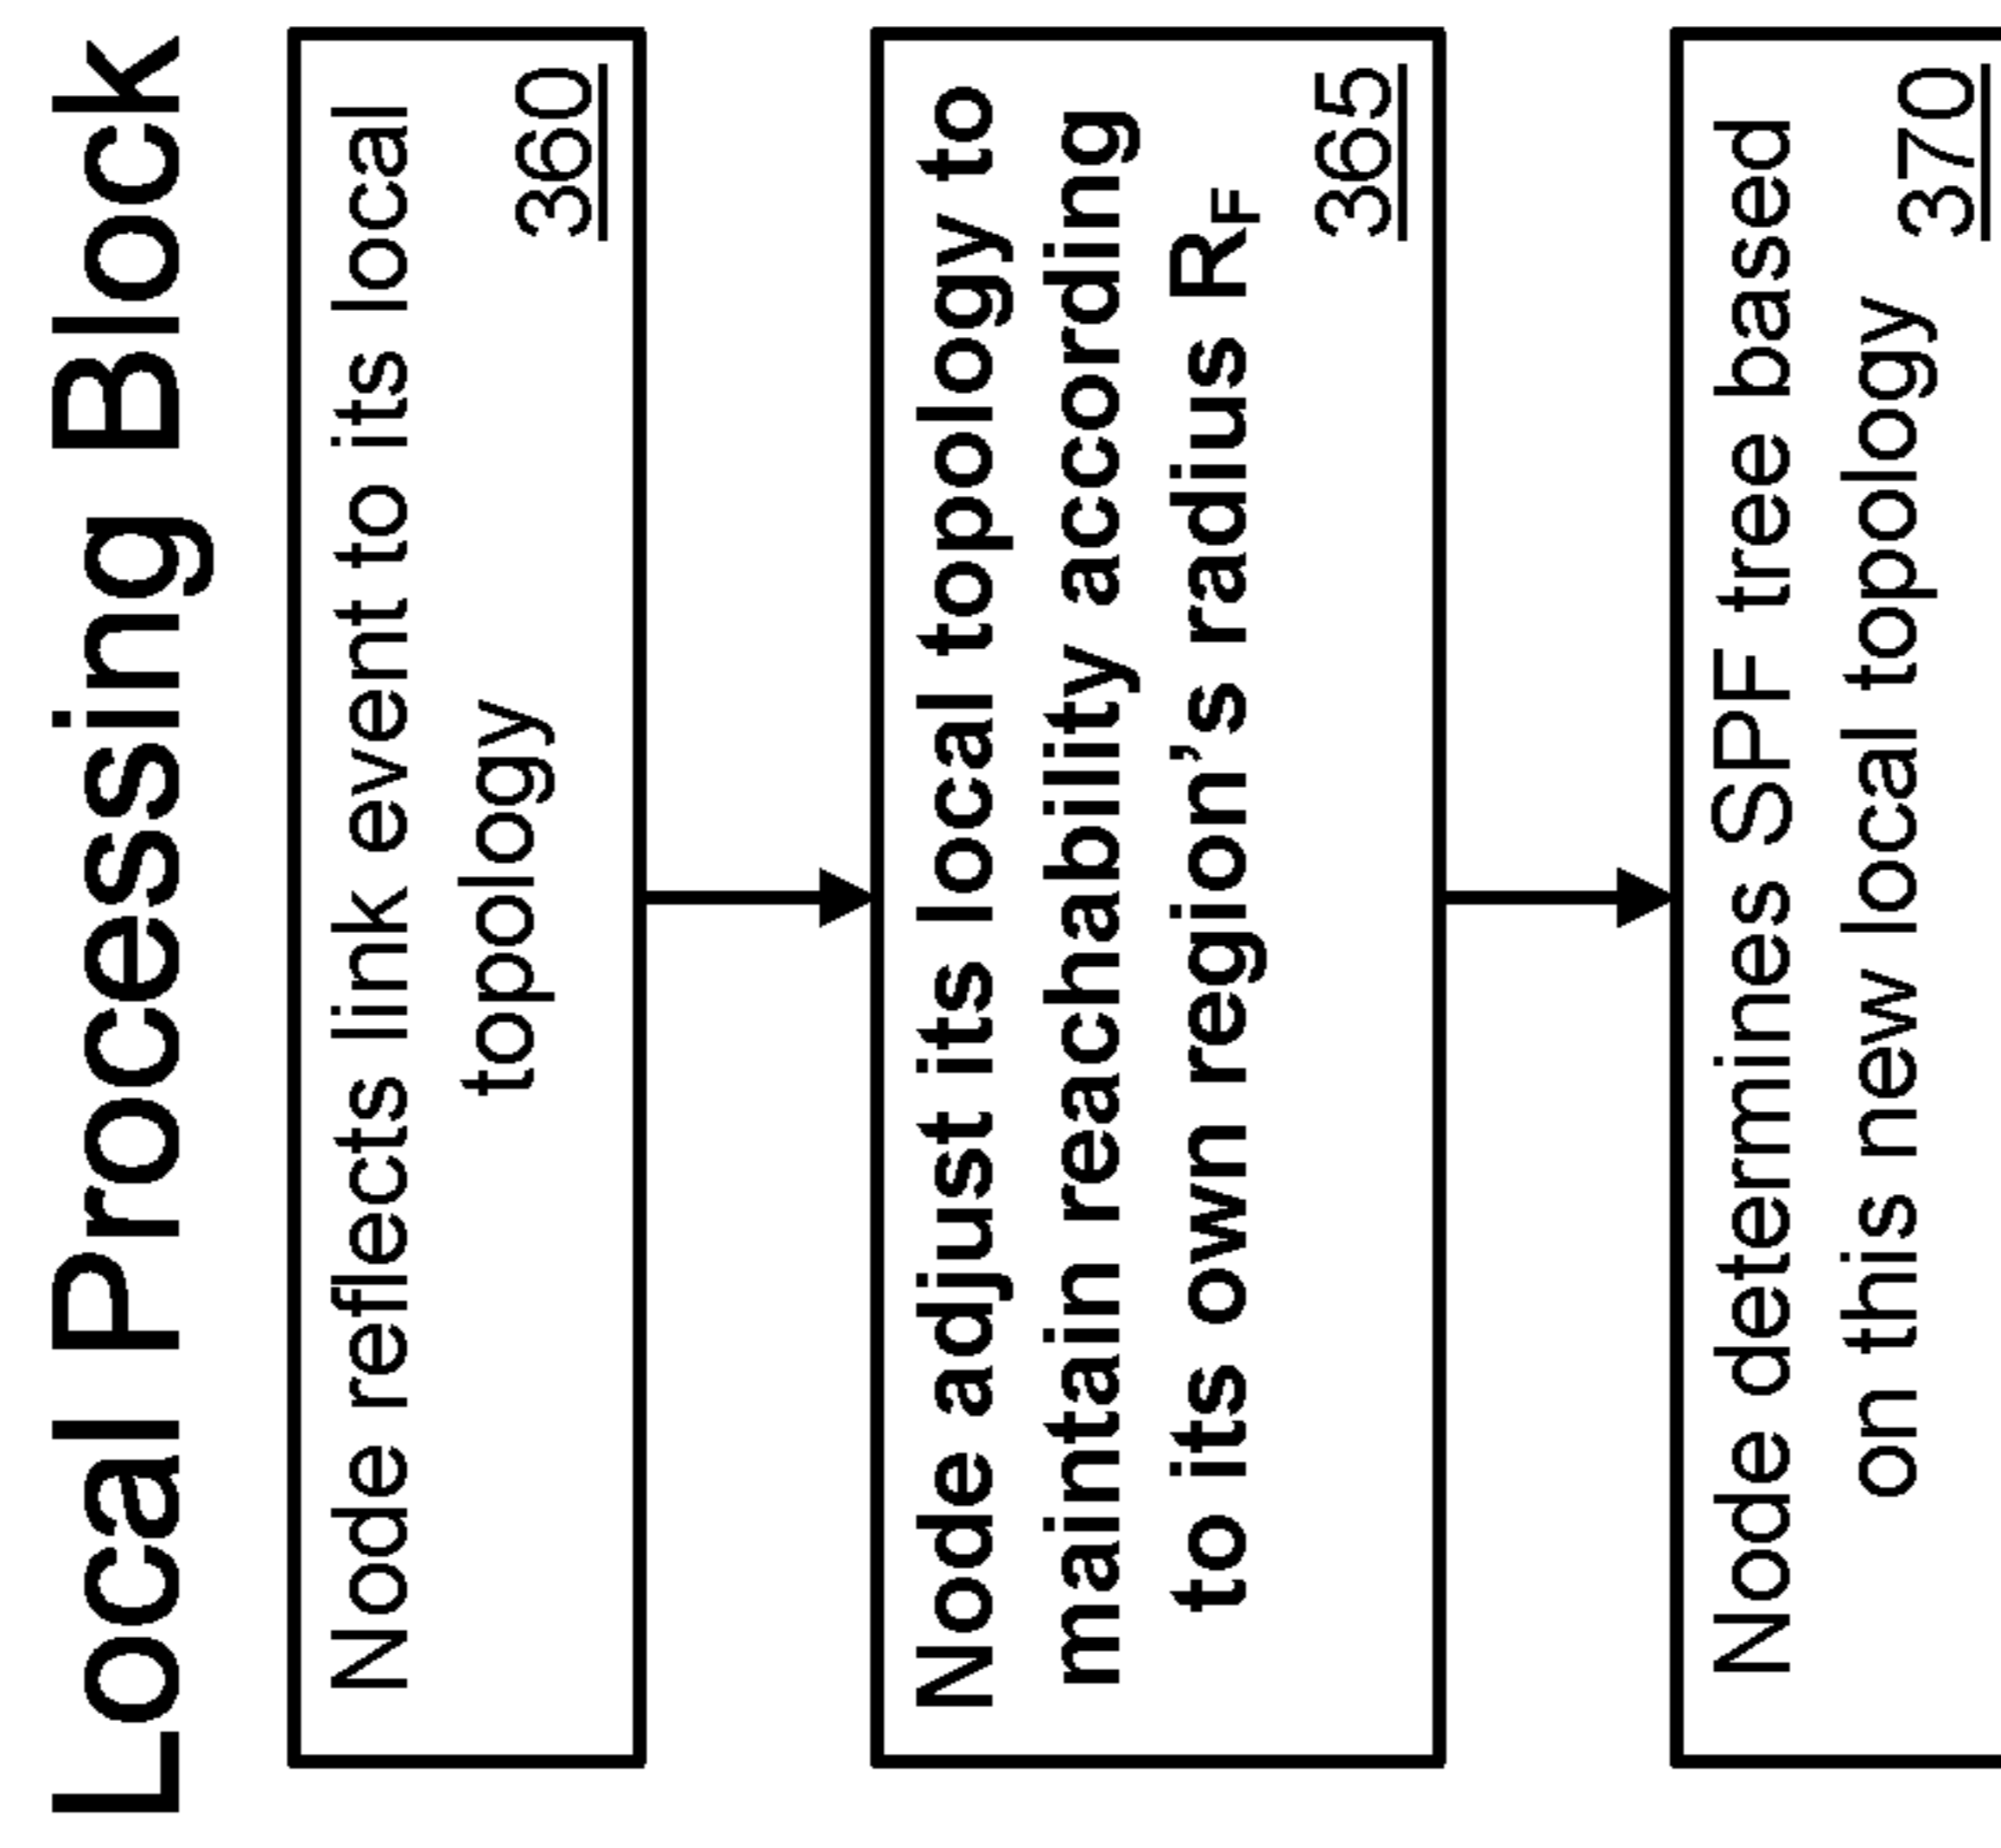 Local Processing Block
Node reflects link event to its local
topology
360
Node adjust its local topology to
maintain reachability according
to its own region’s radius RF
365
Node determines SPF tree based
on this new local topology
370